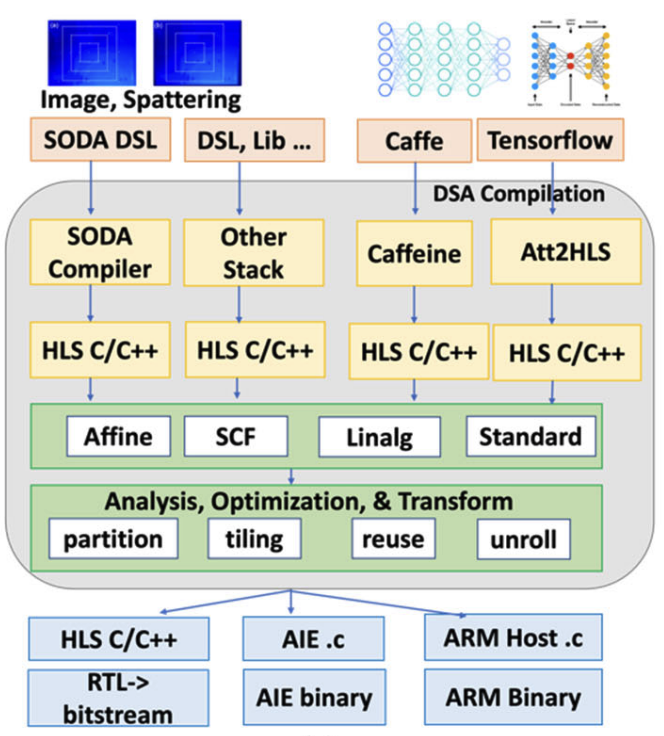 (a)
(b)
Image, Spattering
SODA DSL
DSL, Lib ...
Caffe
Tensorflow
DSA Compilation
SODA
Compiler
Other
Stack
Caffeine
Att2HLS
HLS C/C++
HLS C/C++
HLS C/C++
HLS C/C++
Affine
SCF
Linalg
Standard
Analysis, Optimization, & Transform
partition
tiling
reuse
unroll
HLS C/C++
AIE .c
ARM Host .c
RTL->
bitstream
AIE binary
ARM Binary